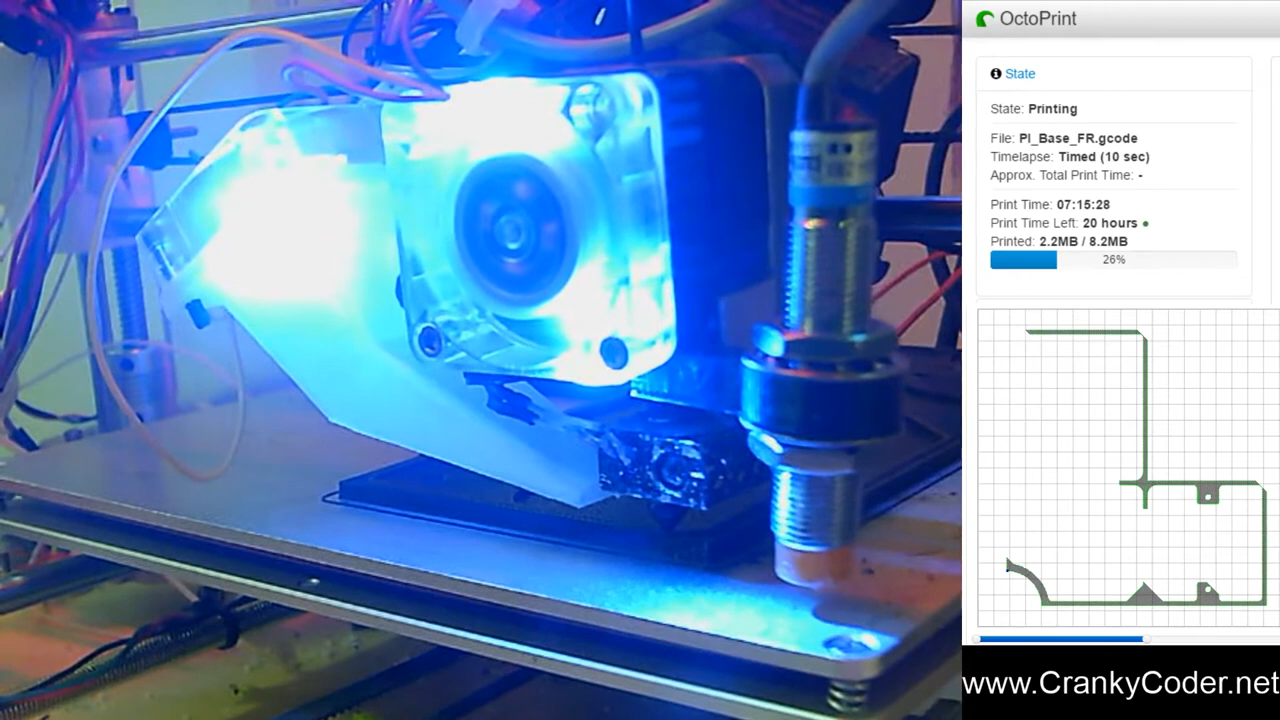 OctoPrint
State
State: Printing
File: PI_Base_FR.gcode
Timelapse: Timed (10 sec)
Approx. Total Print Time: -
Print Time: 07:15:28
Print Time Left: 20 hours
Printed: 2.2MB / 8.2MB
26%
www.CrankyCoder.net